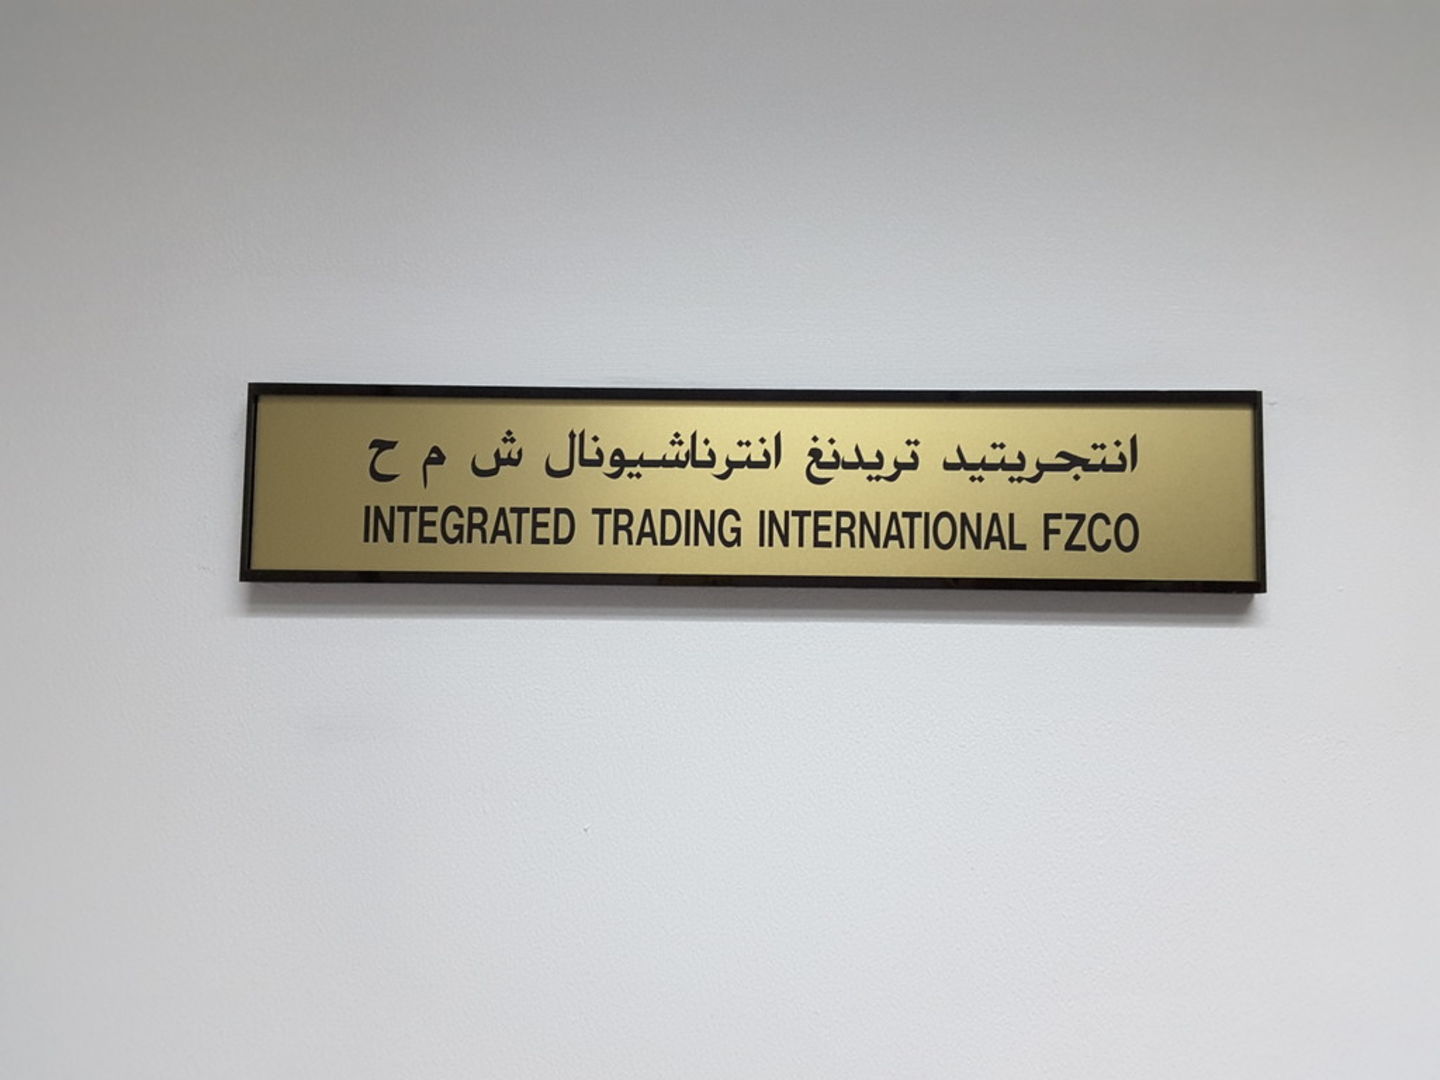 انتجريتيد تريدنغ انترناشيونال ش م ح
INTEGRATED TRADING INTERNATIONAL FZCO